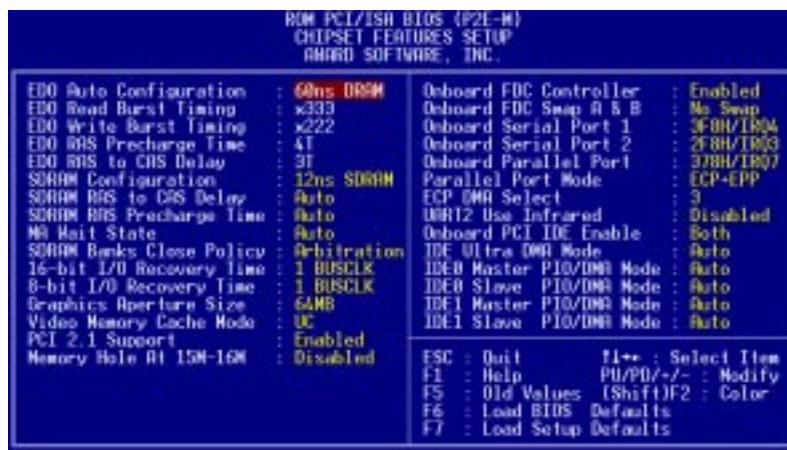 ROM PCI/ISA BIOS (P2E-M)
CHIPSET FEATURES SETUP
AWARD SOFTWARE, INC.
EDO Auto Configuration : 60ns DRAM
EDO Read Burst Timing : x333
EDO Write Burst Timing : x222
EDO RAS Precharge Time : 4T
EDO RAS to CAS Delay : 3T
SDRAM Configuration : 12ns SDRAM
SDRAM RAS to CAS Delay : Auto
SDRAM RAS Precharge Time : Auto
MA Wait State : Auto
SDRAM Banks Close Policy : Arbitration
16-bit I/O Recovery Time : 1 BUSCLK
8-bit I/O Recovery Time : 1 BUSCLK
Graphics Aperture Size : 64MB
Video Memory Cache Mode : UC
PCI 2.1 Support : Enabled
Memory Hole At 15M-16M : Disabled
Onboard FDC Controller : Enabled
Onboard FDC Swap A & B : No Swap
Onboard Serial Port 1 : 3F8H/IRQ4
Onboard Serial Port 2 : 2F8H/IRQ3
Onboard Parallel Port : 378H/IRQ7
Parallel Port Mode : ECP+EPP
ECP DMA Select : 3
UART2 Use Infrared : Disabled
Onboard PCI IDE Enable : Both
IDE Ultra DMA Mode : Auto
IDE0 Master PIO/DMA Mode : Auto
IDE0 Slave PIO/DMA Mode : Auto
IDE1 Master PIO/DMA Mode : Auto
IDE1 Slave PIO/DMA Mode : Auto
ESC : Quit ↑↓→← : Select Item
F1 : Help PU/PD/+/- : Modify
F5 : Old Values (Shift)F2 : Color
F6 : Load BIOS Defaults
F7 : Load Setup Defaults